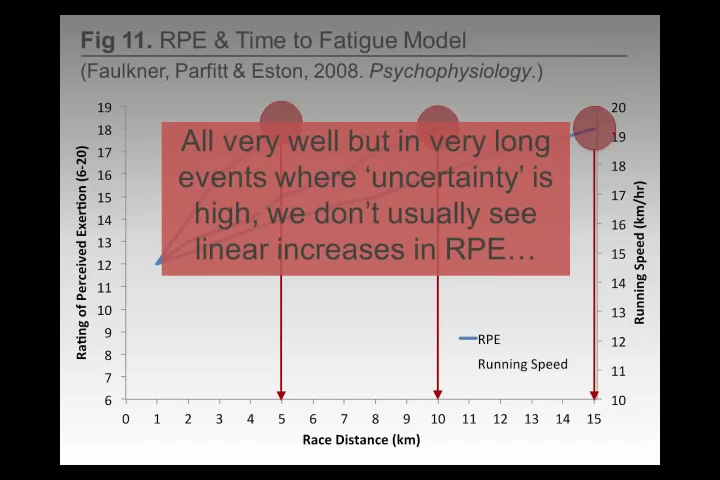 Fig 11. RPE & Time to Fatigue Model
(Faulkner, Parfitt & Eston, 2008. Psychophysiology.)
All very well but in very long
events where ‘uncertainty’ is
high, we don’t usually see
linear increases in RPE…
Rating of Perceived Exertion (6-20)
19
18
17
16
15
14
13
12
11
10
9
8
7
6
20
19
18
17
16
15
14
13
12
11
10
Running Speed (km/hr)
RPE
Running Speed
0 1 2 3 4 5 6 7 8 9 10 11 12 13 14 15
Race Distance (km)